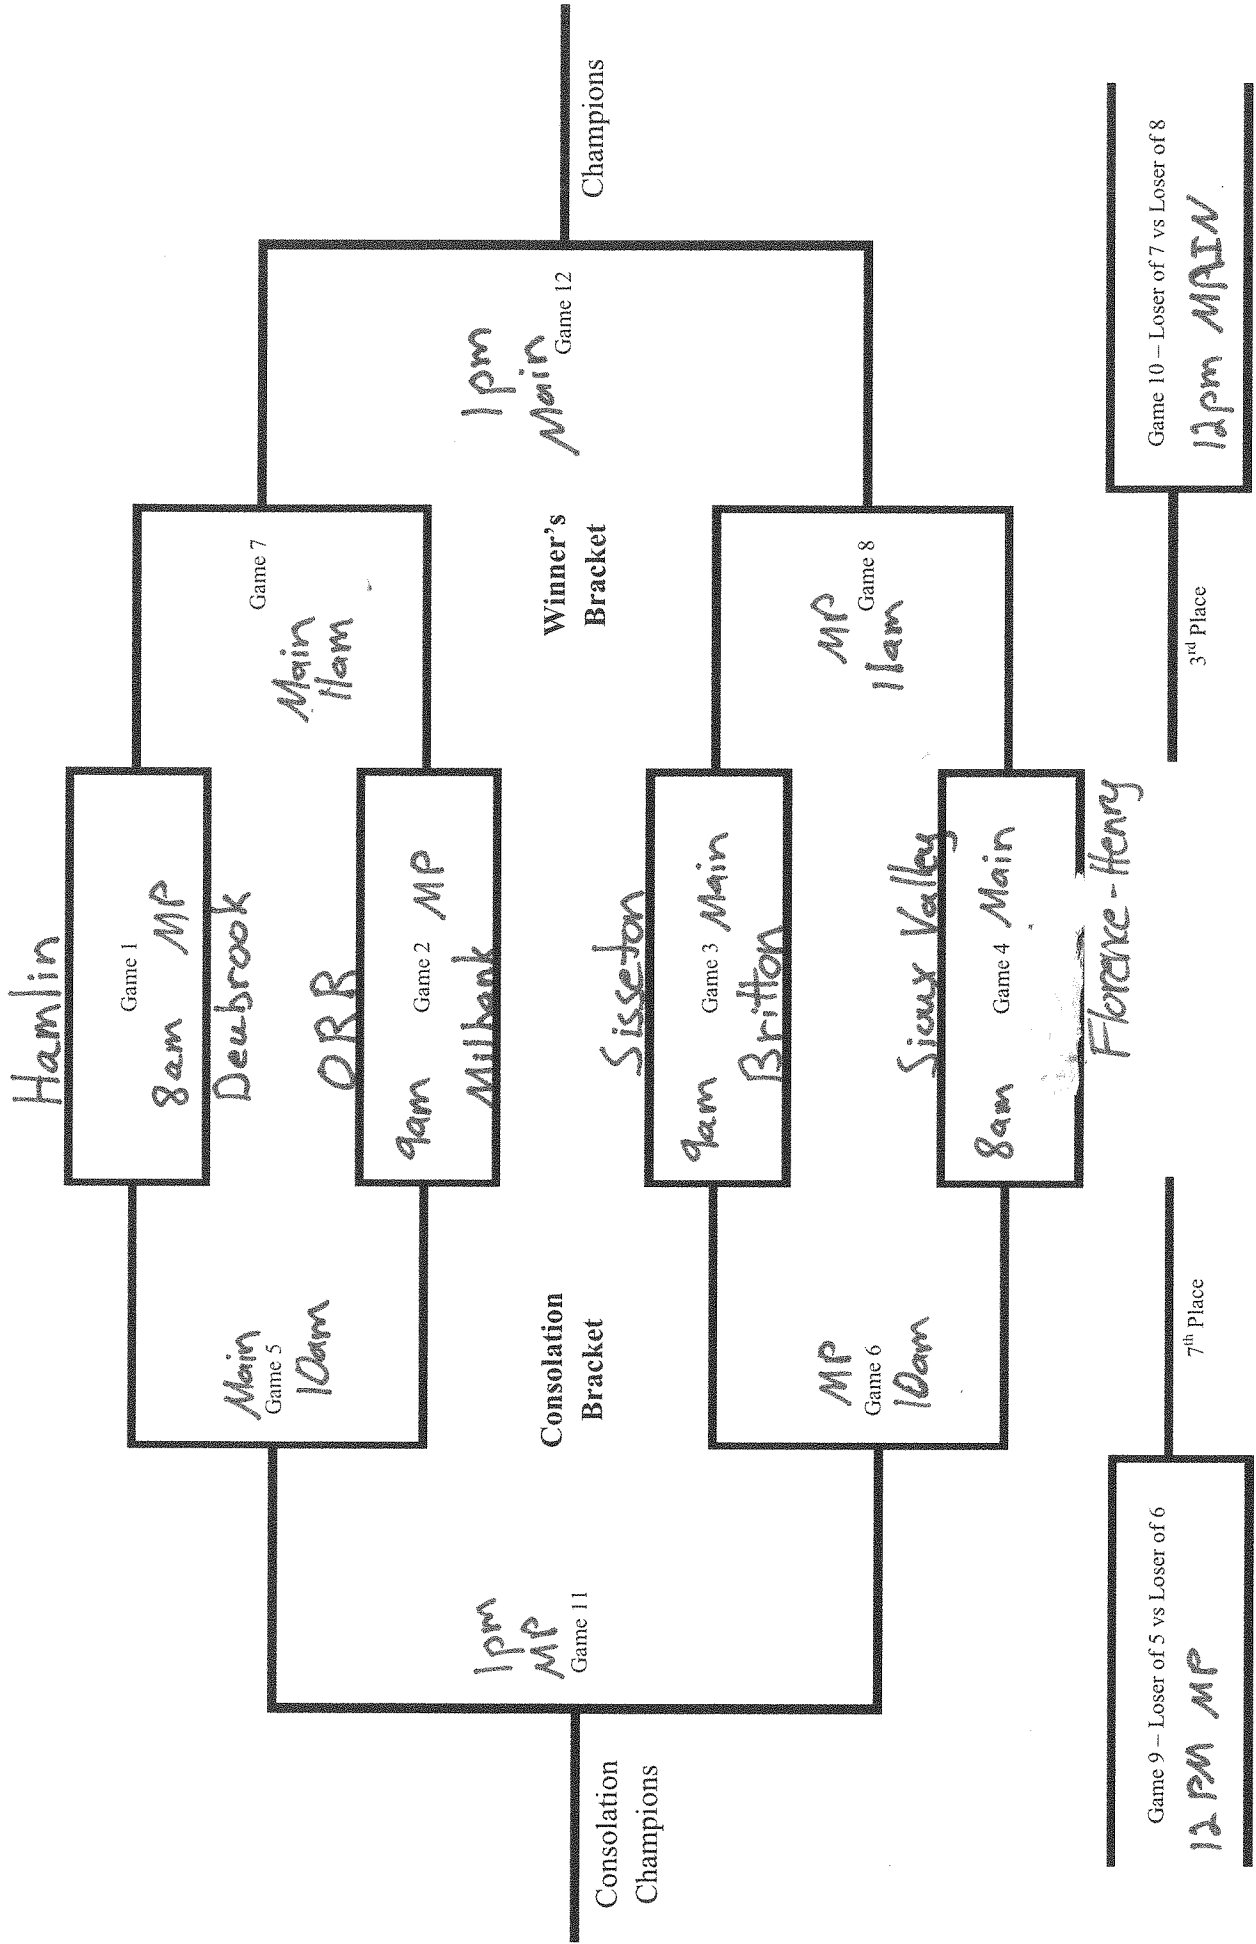 Hamlin
Game 1
8am MP
Deubrook
ORR
9am Game 2 MP
Milbank
Sisseton
9am Game 3 Main
Britton
Sioux Valley
8am Game 4 Main
Florence-Henry
Main
Game 5
10am
MP
Game 6
10am
Game 7
Main
11am
MP
Game 8
11am
Consolation
Bracket
Winner's
Bracket
1pm
MP
Game 11
1pm
Main
Game 12
Consolation
Champions
Champions
7th Place
3rd Place
Game 9 – Loser of 5 vs Loser of 6
12 PM MP
Game 10 – Loser of 7 vs Loser of 8
12pm MAIN